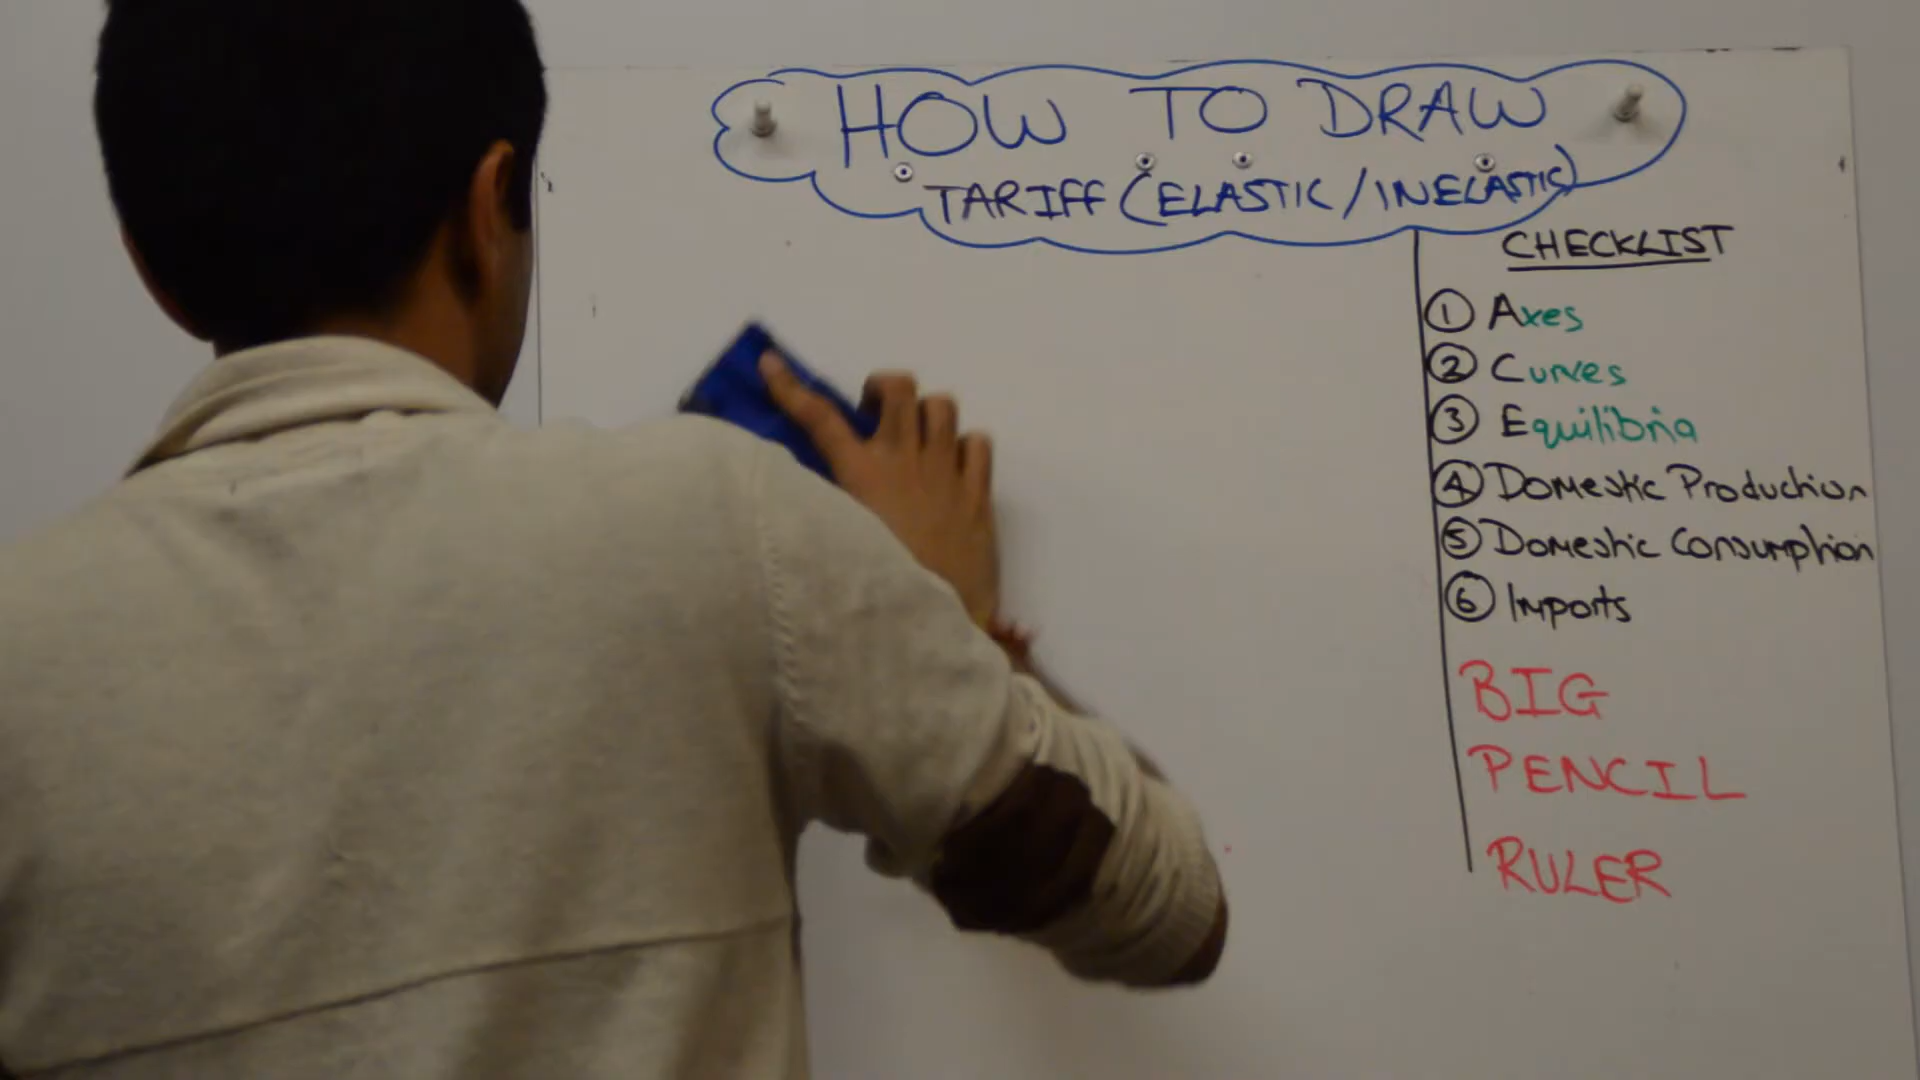 HOW TO DRAW
TARIFF (ELASTIC/INELASTIC)
CHECKLIST
1 Axes
2 Curves
3 Equilibria
4 Domestic Production
5 Domestic Consumption
6 Imports
BIG
PENCIL
RULER